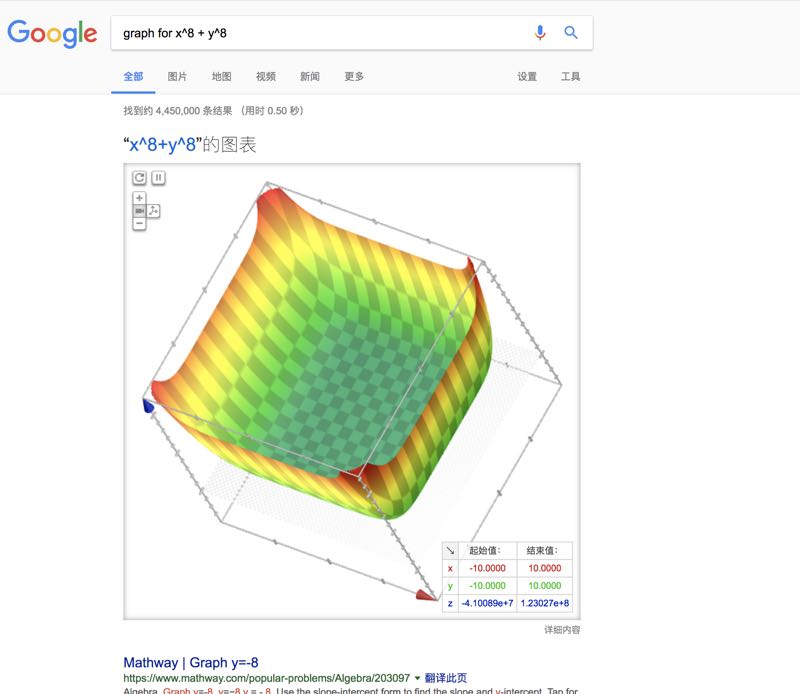 Google
graph for x^8 + y^8
全部 图片 地图 视频 新闻 更多 设置 工具
找到约 4,450,000 条结果 （用时 0.50 秒）
“x^8+y^8”的图表
起始值: 结束值:
x -10.0000 10.0000
y -10.0000 10.0000
z -4.10089e+7 1.23027e+8
详细内容
Mathway | Graph y=-8
https://www.mathway.com/popular-problems/Algebra/203097 翻译此页
Algebra. Graph y=-8. y=−8 y = - 8. Use the slope-intercept form to find the slope and y-intercept. Tap for